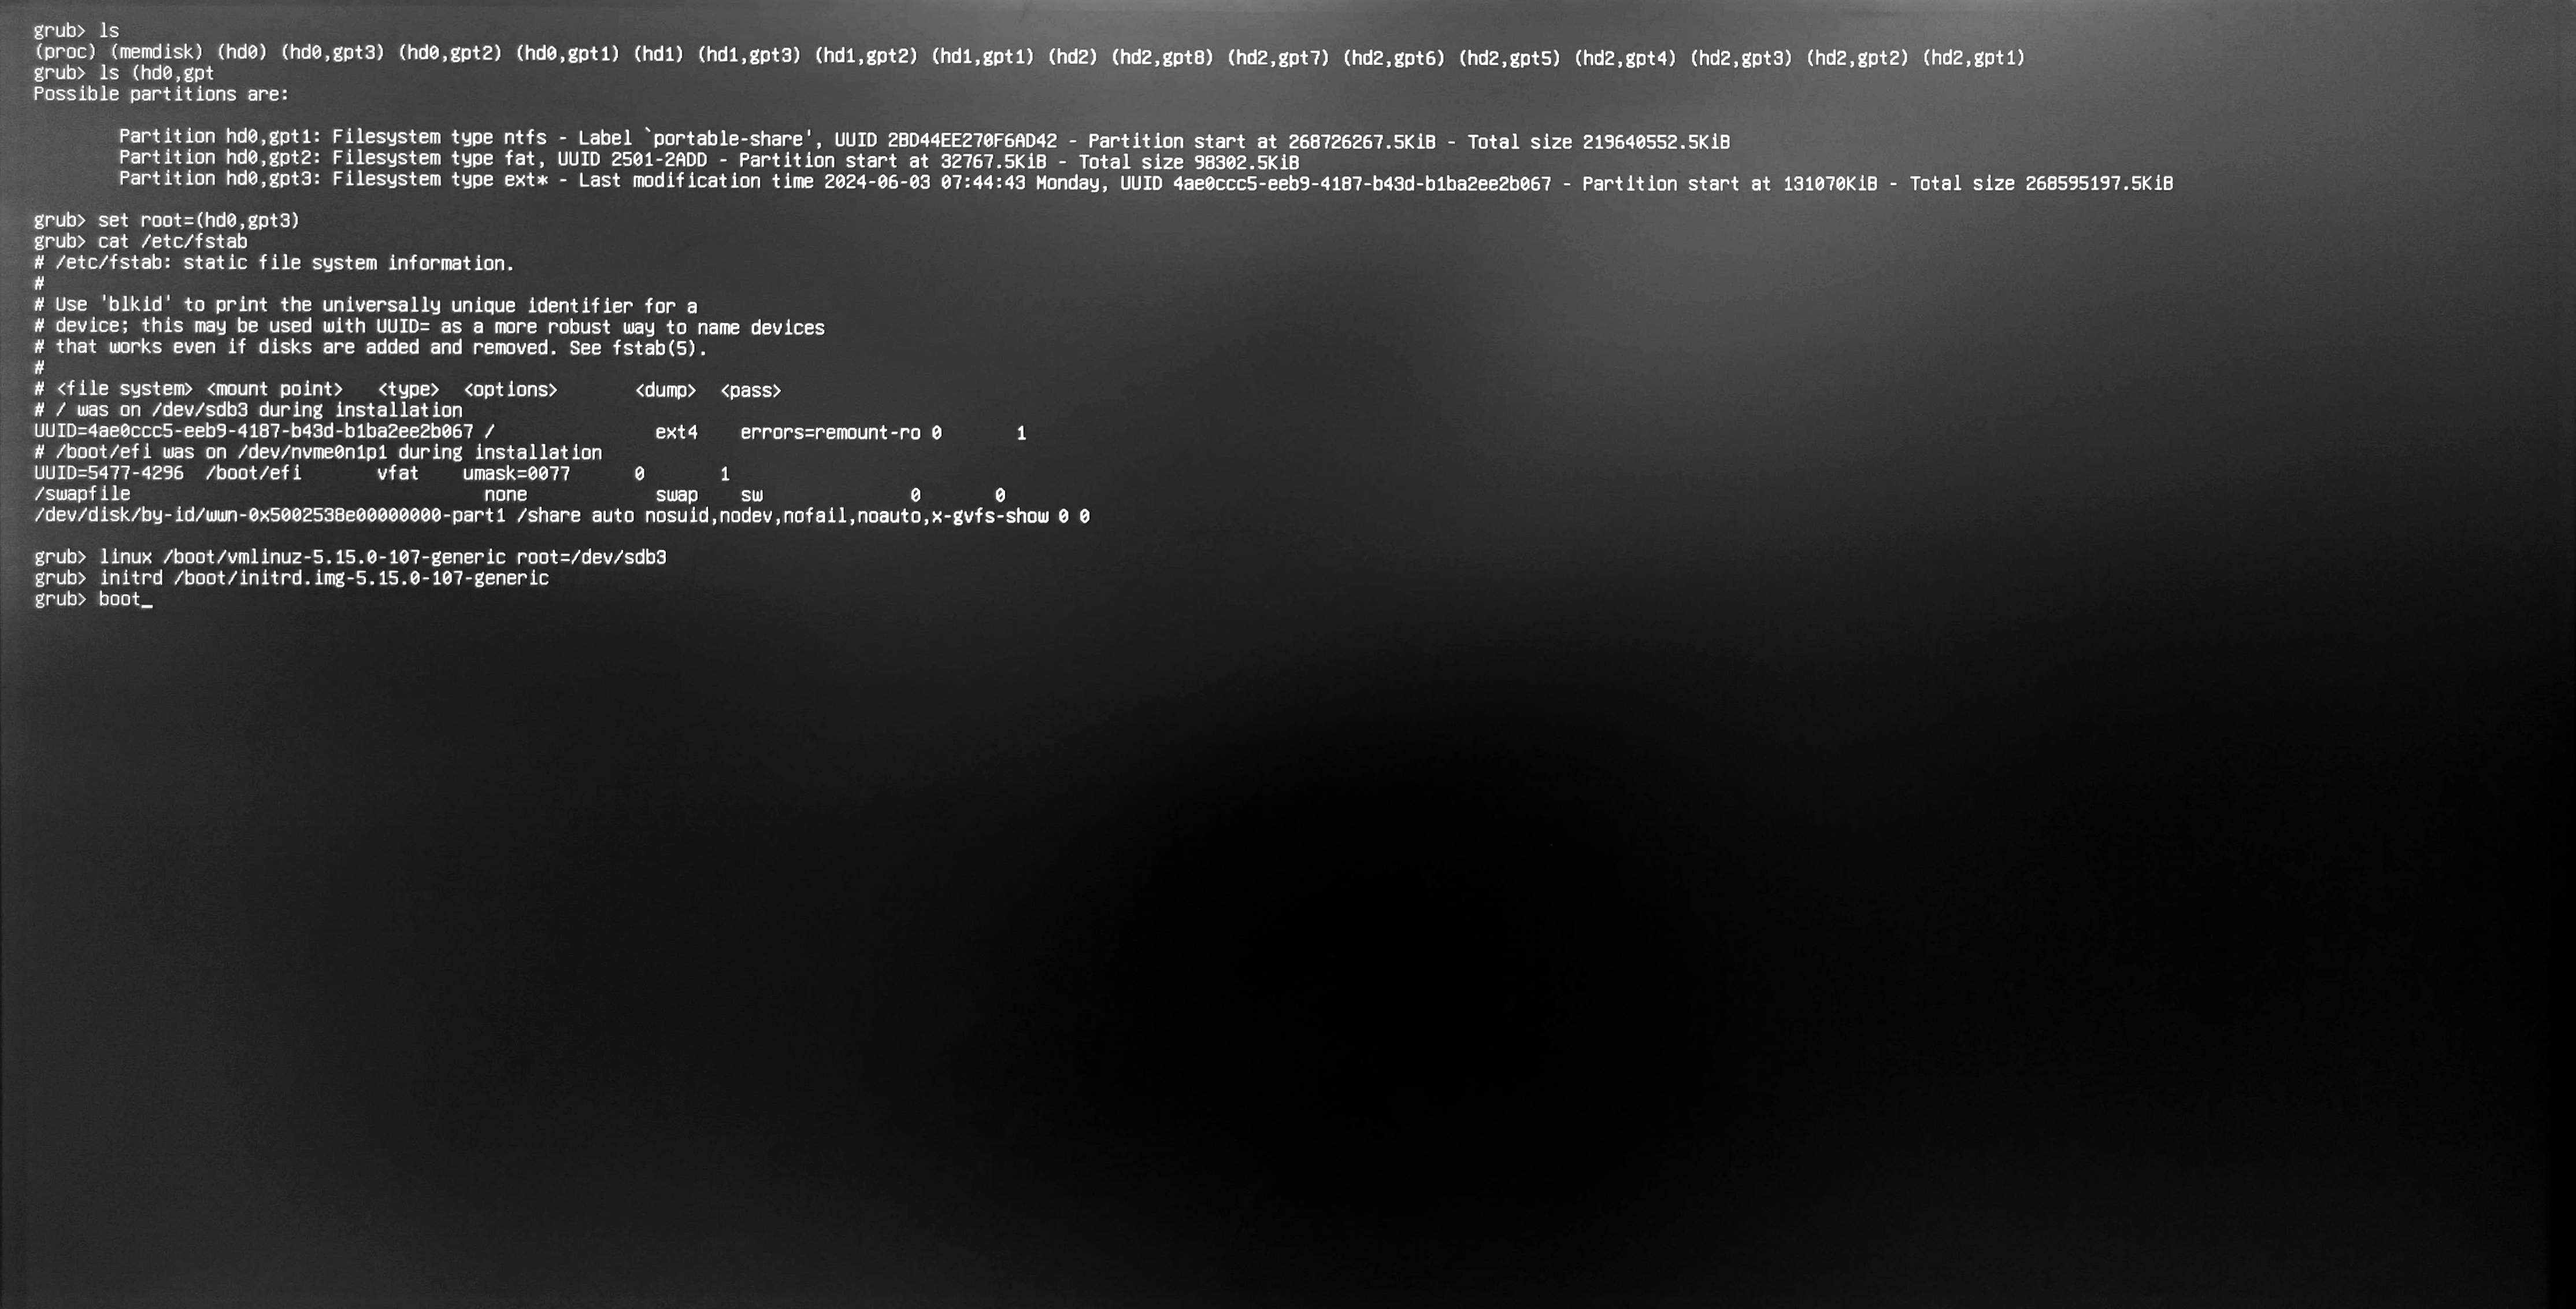 grub> ls
(proc) (memdisk) (hd0) (hd0,gpt3) (hd0,gpt2) (hd0,gpt1) (hd1) (hd1,gpt3) (hd1,gpt2) (hd1,gpt1) (hd2) (hd2,gpt8) (hd2,gpt7) (hd2,gpt6) (hd2,gpt5) (hd2,gpt4) (hd2,gpt3) (hd2,gpt2) (hd2,gpt1)
grub> ls (hd0,gpt
Possible partitions are:

        Partition hd0,gpt1: Filesystem type ntfs - Label `portable-share', UUID 2BD44EE270F6AD42 - Partition start at 268726267.5KiB - Total size 219640552.5KiB
        Partition hd0,gpt2: Filesystem type fat, UUID 2501-2ADD - Partition start at 32767.5KiB - Total size 98302.5KiB
        Partition hd0,gpt3: Filesystem type ext* - Last modification time 2024-06-03 07:44:43 Monday, UUID 4ae0ccc5-eeb9-4187-b43d-b1ba2ee2b067 - Partition start at 131070KiB - Total size 268595197.5KiB

grub> set root=(hd0,gpt3)
grub> cat /etc/fstab
# /etc/fstab: static file system information.
#
# Use 'blkid' to print the universally unique identifier for a
# device; this may be used with UUID= as a more robust way to name devices
# that works even if disks are added and removed. See fstab(5).
#
# <file system> <mount point>   <type>  <options>       <dump>  <pass>
# / was on /dev/sdb3 during installation
UUID=4ae0ccc5-eeb9-4187-b43d-b1ba2ee2b067 /               ext4    errors=remount-ro 0       1
# /boot/efi was on /dev/nvme0n1p1 during installation
UUID=5477-4296  /boot/efi       vfat    umask=0077      0       1
/swapfile                                 none            swap    sw              0       0
/dev/disk/by-id/wwn-0x5002538e00000000-part1 /share auto nosuid,nodev,nofail,noauto,x-gvfs-show 0 0

grub> linux /boot/vmlinuz-5.15.0-107-generic root=/dev/sdb3
grub> initrd /boot/initrd.img-5.15.0-107-generic
grub> boot_